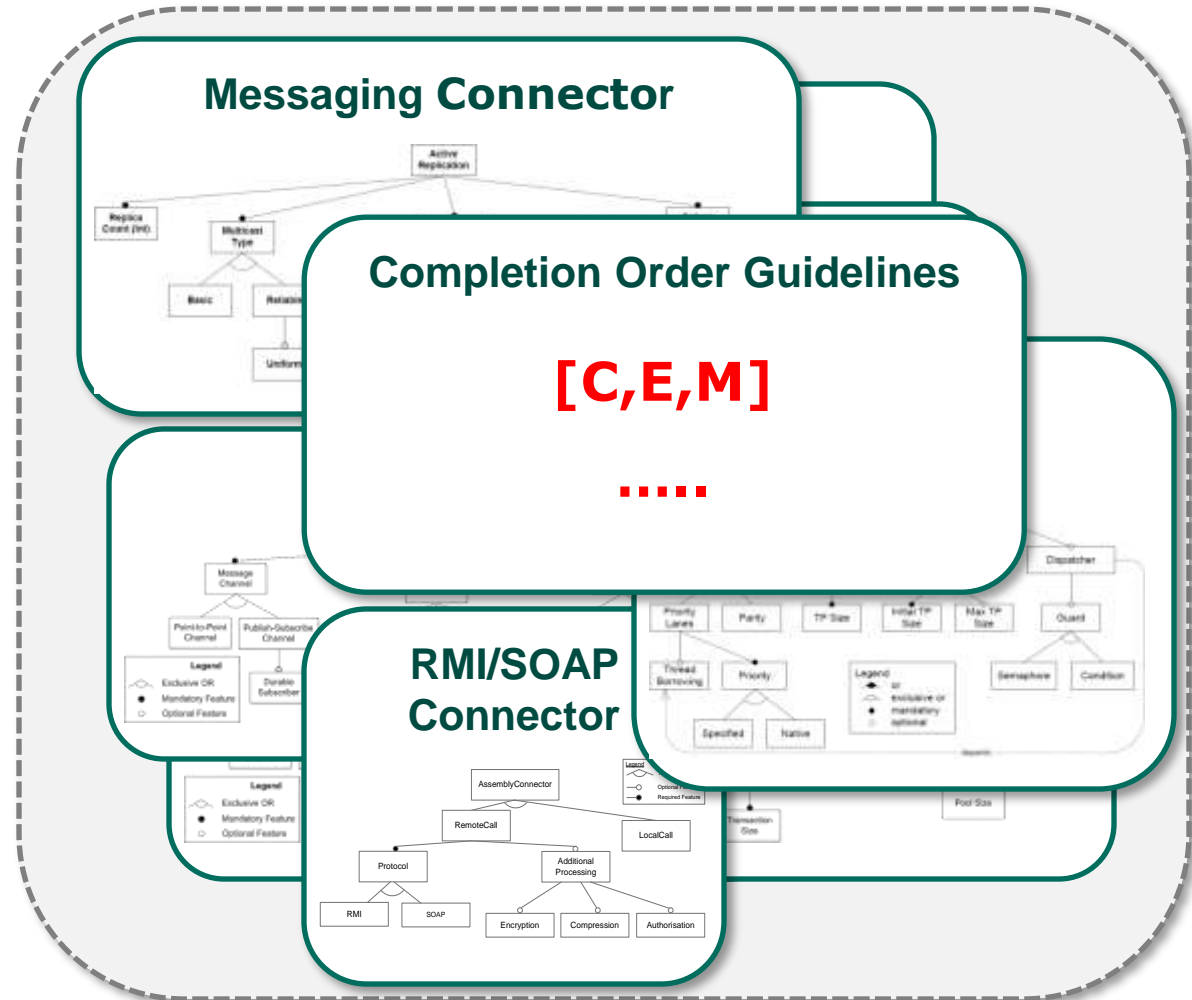 Messaging Connector
Active
Replication
Replica
Count (Int)
Multicast
Type
Basic
Completion Order Guidelines
[C,E,M]
.....
Message
Channel
Point-to-Point
Channel
Publish-Subscribe
Channel
Durable
Subscriber
Legend
Exclusive OR
Mandatory Feature
Optional Feature
Dispatcher
Priority
Lanes
Parity
TP Size
Initial TP
Size
Max TP
Size
Guard
Thread
Borrowing
Priority
Semaphore
Condition
Specified
Native
Legend
or
exclusive or
mandatory
optional
RMI/SOAP
Connector
Legend
Required Feature
AssemblyConnector
RemoteCall
LocalCall
Protocol
Additional
Processing
RMI
SOAP
Encryption
Compression
Authorisation
Legend
Exclusive OR
Mandatory Feature
Optional Feature
Transaction
Size
Pool Size